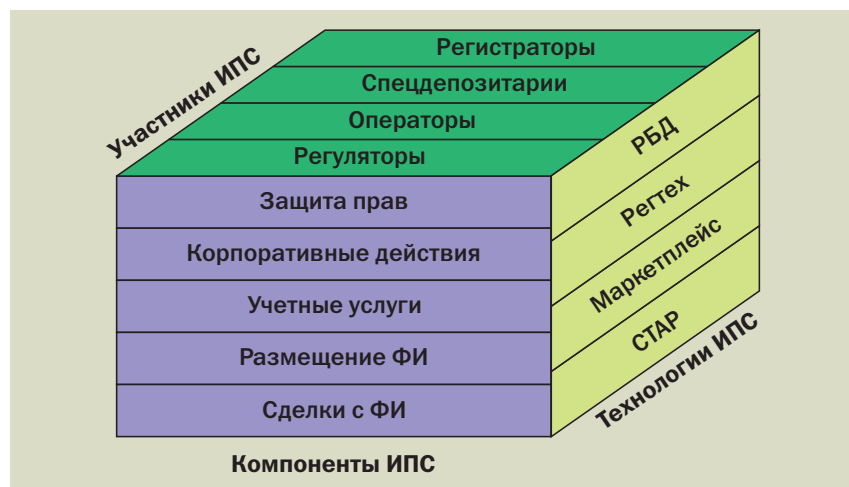 Участники ИПС
Регистраторы
Спецдепозитарии
Операторы
Регуляторы
Защита прав
Корпоративные действия
Учетные услуги
Размещение ФИ
Сделки с ФИ
Компоненты ИПС
РБД
Регтех
Маркетплейс
СТАР
Технологии ИПС